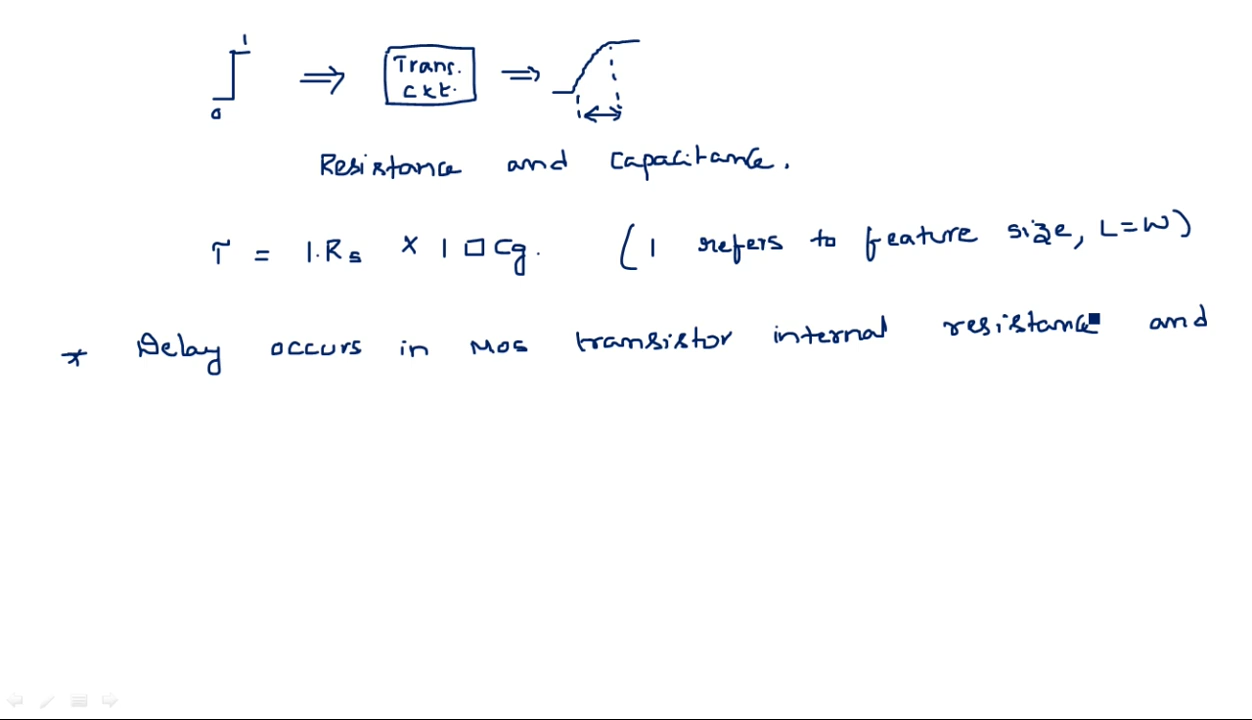 1
0
⇒ Trans. ckt. ⇒
Resistance and Capacitance.
τ = 1.Rs × 1 □ Cg. (1 refers to feature size, L=W)
* Delay occurs in MOS transistor internal resistance and